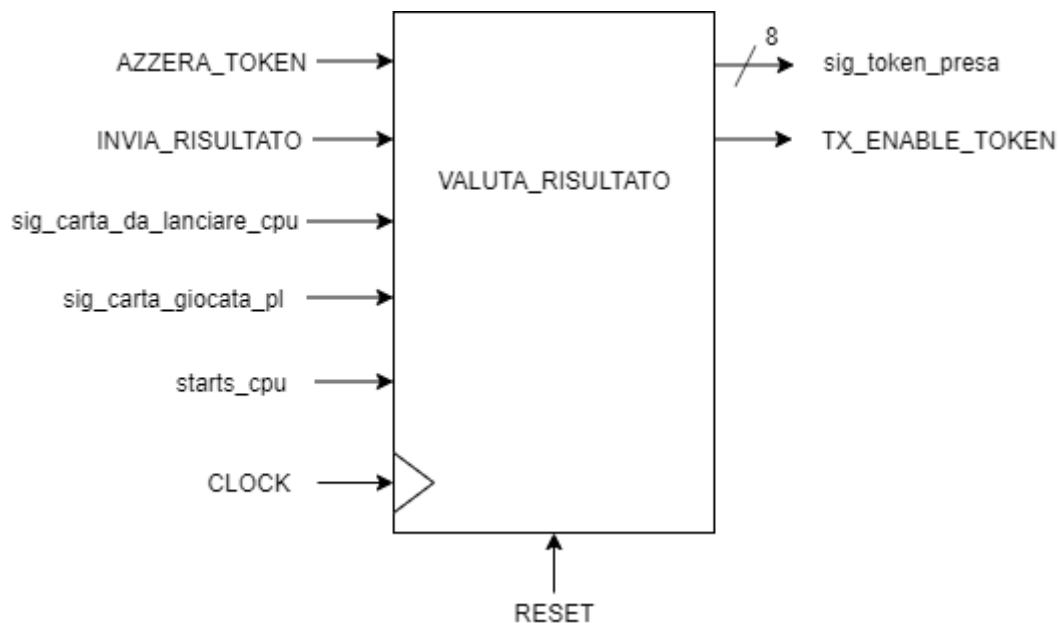 8
AZZERA_TOKEN
sig_token_presa
INVIA_RISULTATO
TX_ENABLE_TOKEN
VALUTA_RISULTATO
sig_carta_da_lanciare_cpu
sig_carta_giocata_pl
starts_cpu
CLOCK
RESET